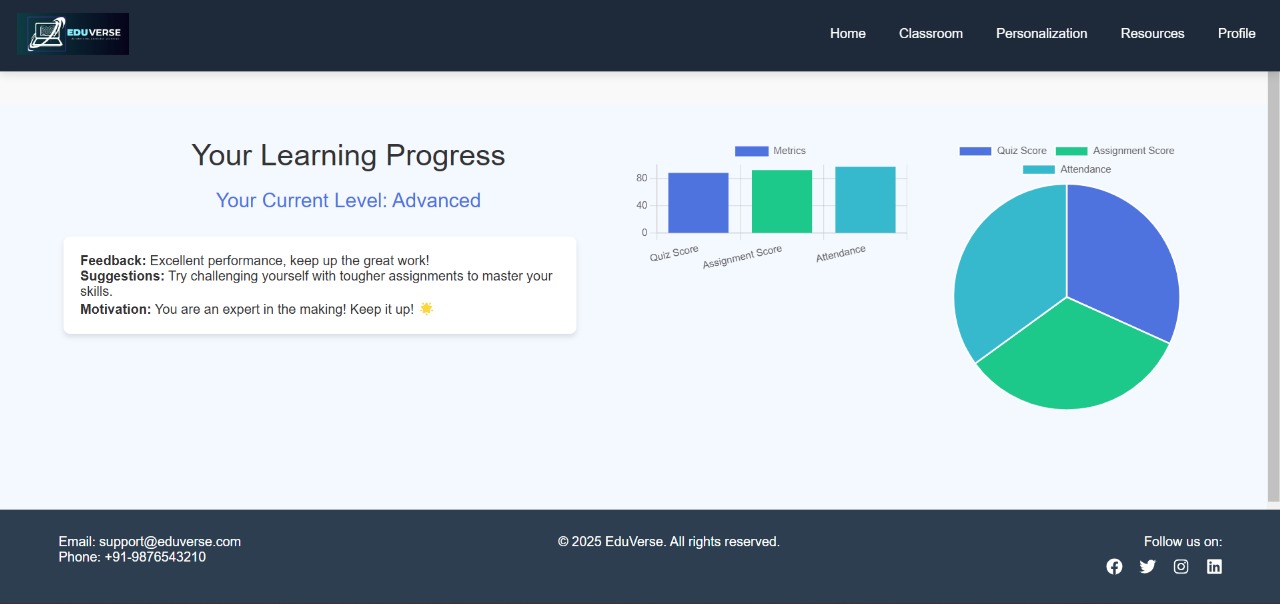 EDUVERSE
Home Classroom Personalization Resources Profile
Your Learning Progress
Your Current Level: Advanced
Feedback: Excellent performance, keep up the great work!
Suggestions: Try challenging yourself with tougher assignments to master your
skills.
Motivation: You are an expert in the making! Keep it up! 🌟
Metrics
80
40
0
Quiz Score Assignment Score Attendance
Quiz Score Assignment Score
Attendance
Email: support@eduverse.com
Phone: +91-9876543210
© 2025 EduVerse. All rights reserved.
Follow us on: